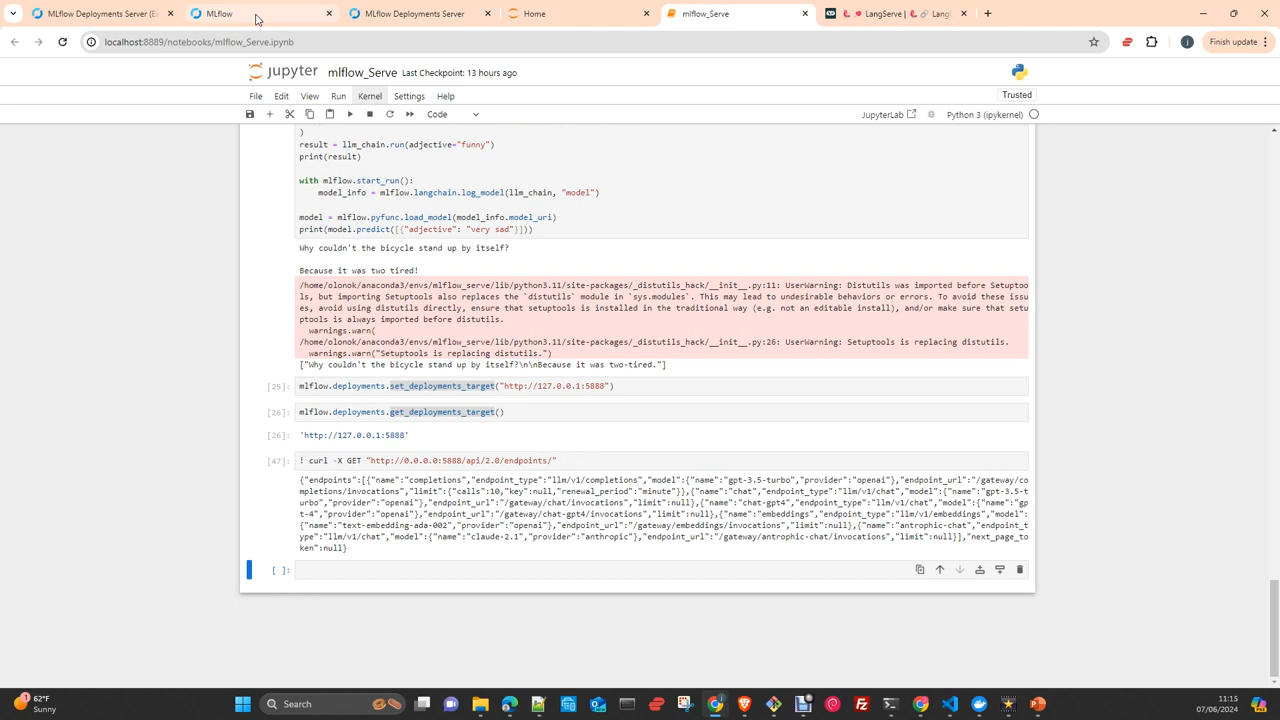 MLflow Deployments Server (Ex
MLflow
MLflow Deployments Server
Home
mlflow_Serve
LangServe | 🦜️🔗 Lang
localhost:8889/notebooks/mlflow_Serve.ipynb
Finish update
jupyter mlflow_Serve Last Checkpoint: 13 hours ago
File Edit View Run Kernel Settings Help
Trusted
Code
JupyterLab
Python 3 (ipykernel)
)
result = llm_chain.run(adjective="funny")
print(result)
with mlflow.start_run():
model_info = mlflow.langchain.log_model(llm_chain, "model")
model = mlflow.pyfunc.load_model(model_info.model_uri)
print(model.predict([{"adjective": "very sad"}]))
Why couldn't the bicycle stand up by itself?
Because it was two tired!
/home/olonok/anaconda3/envs/mlflow_serve/lib/python3.11/site-packages/_distutils_hack/__init__.py:11: UserWarning: Distutils was imported before Setuptoo
ls, but importing Setuptools also replaces the `distutils` module in `sys.modules`. This may lead to undesirable behaviors or errors. To avoid these issu
es, avoid using distutils directly, ensure that setuptools is installed in the traditional way (e.g. not an editable install), and/or make sure that setu
ptools is always imported before distutils.
warnings.warn(
/home/olonok/anaconda3/envs/mlflow_serve/lib/python3.11/site-packages/_distutils_hack/__init__.py:26: UserWarning: Setuptools is replacing distutils.
warnings.warn("Setuptools is replacing distutils.")
["Why couldn't the bicycle stand up by itself?\n\nBecause it was two-tired."]
[25]: mlflow.deployments.set_deployments_target("http://127.0.0.1:5888")
[26]: mlflow.deployments.get_deployments_target()
[26]: 'http://127.0.0.1:5888'
[47]: ! curl -X GET "http://0.0.0.0:5888/api/2.0/endpoints/"
{"endpoints":[{"name":"completions","endpoint_type":"llm/v1/completions","model":{"name":"gpt-3.5-turbo","provider":"openai"},"endpoint_url":"/gateway/co
mpletions/invocations","limit":{"calls":10,"key":null,"renewal_period":"minute"}},{"name":"chat","endpoint_type":"llm/v1/chat","model":{"name":"gpt-3.5-t
urbo","provider":"openai"},"endpoint_url":"/gateway/chat/invocations","limit":null},{"name":"chat-gpt4","endpoint_type":"llm/v1/chat","model":{"name":"gp
t-4","provider":"openai"},"endpoint_url":"/gateway/chat-gpt4/invocations","limit":null},{"name":"embeddings","endpoint_type":"llm/v1/embeddings","model":
{"name":"text-embedding-ada-002","provider":"openai"},"endpoint_url":"/gateway/embeddings/invocations","limit":null},{"name":"antrophic-chat","endpoint_t
ype":"llm/v1/chat","model":{"name":"claude-2.1","provider":"anthropic"},"endpoint_url":"/gateway/antrophic-chat/invocations","limit":null}],"next_page_to
ken":null}
[ ]:
62°F
Sunny
Search
11:15
07/06/2024